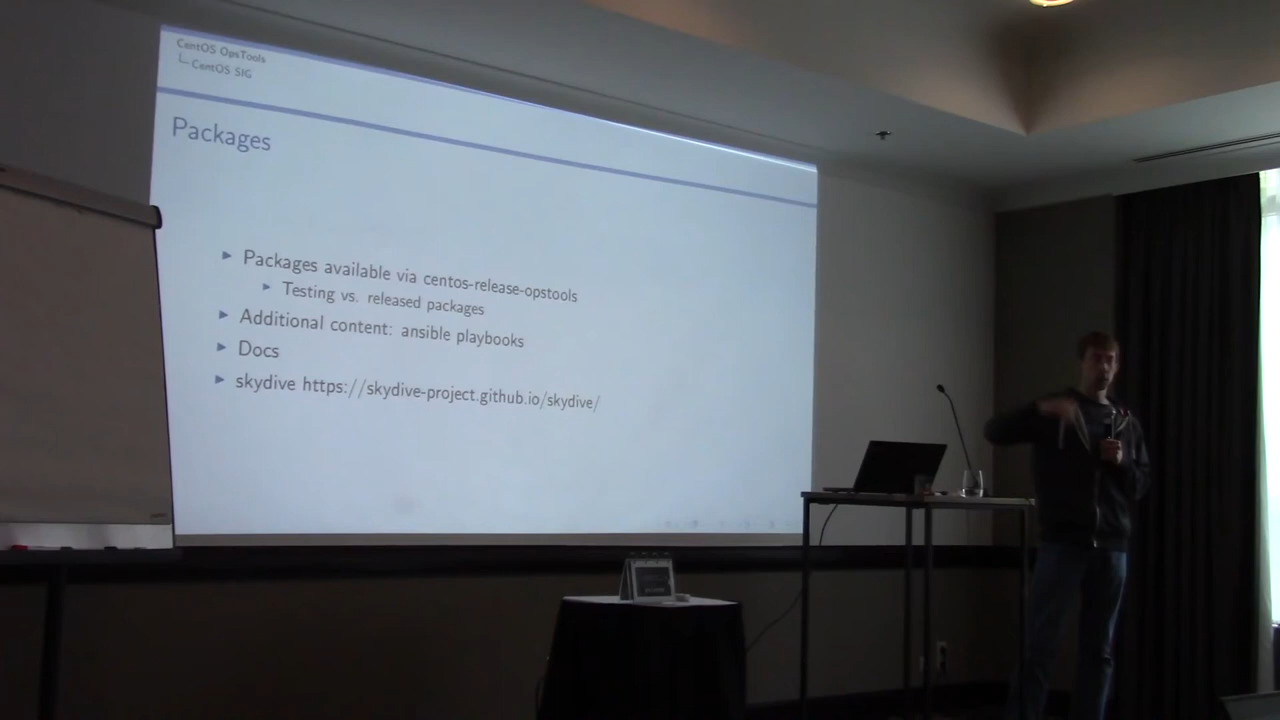 CentOS OpsTools
CentOS SIG
Packages
Packages available via centos-release-opstools
Testing vs. released packages
Additional content: ansible playbooks
Docs
skydive https://skydive-project.github.io/skydive/